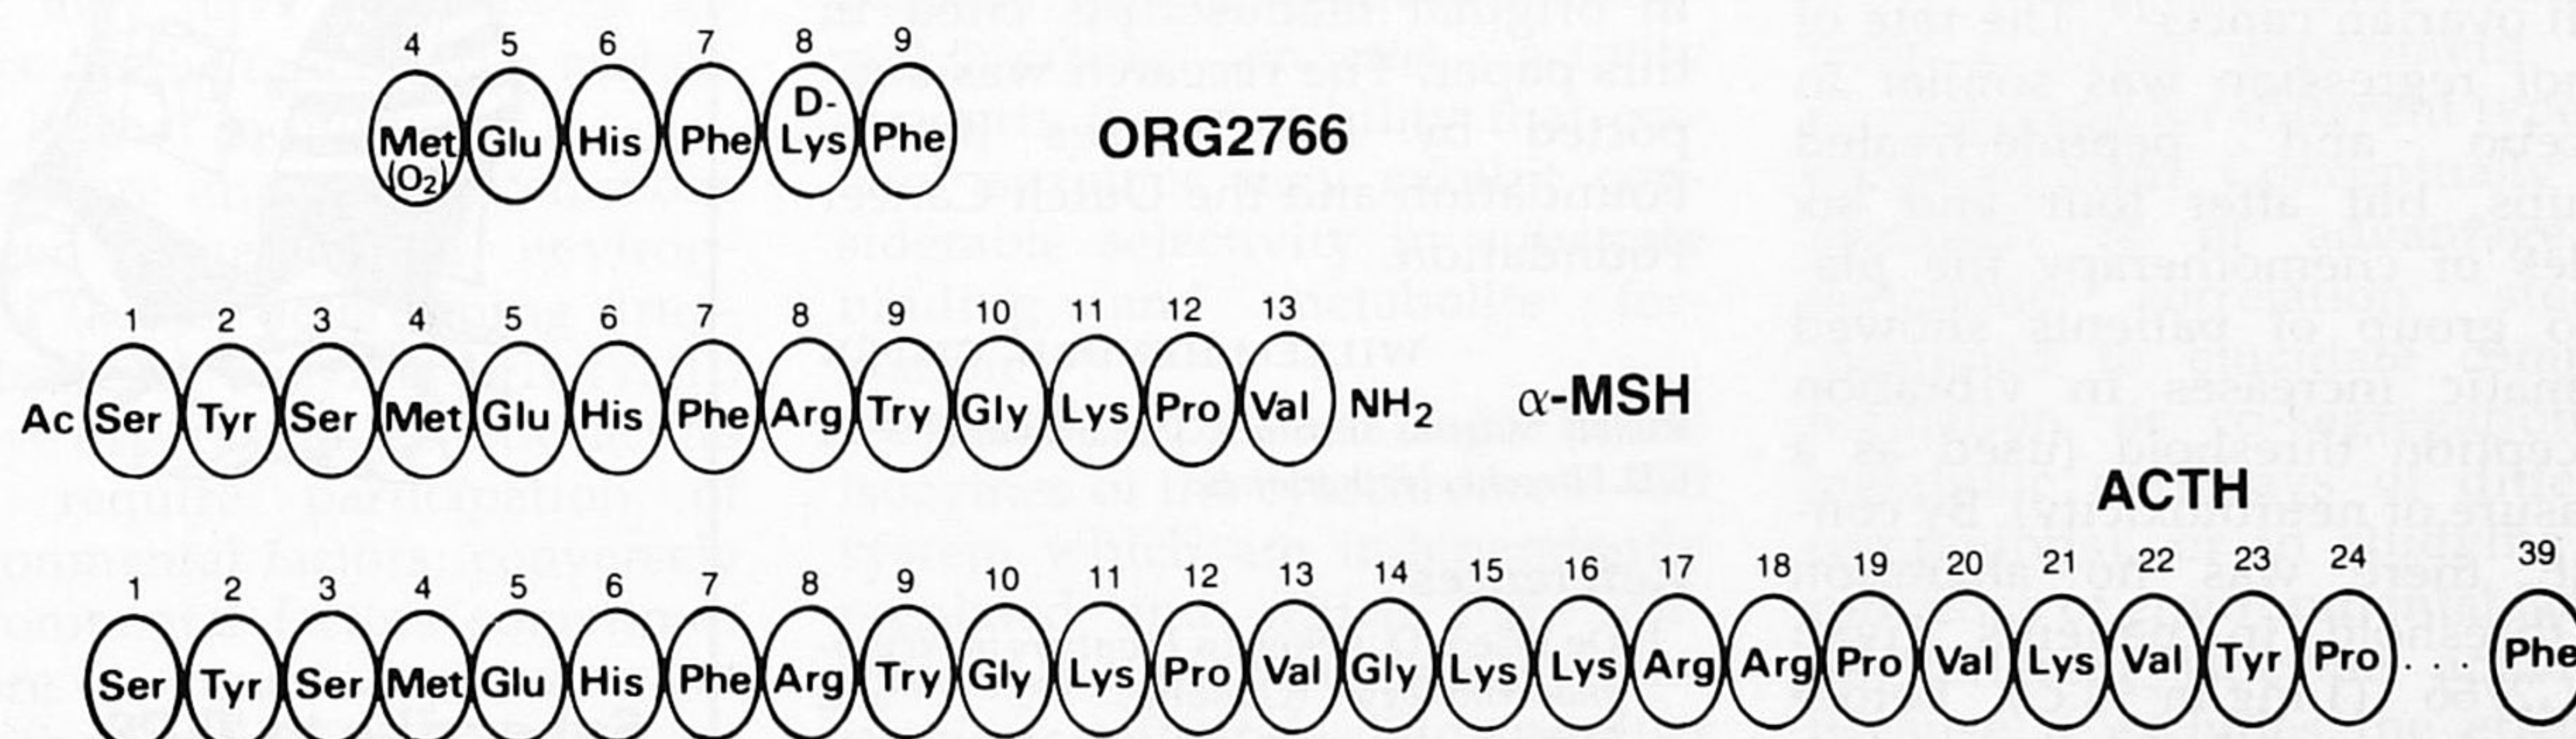 4 5 6 7 8 9
Met (O₂) Glu His Phe D-Lys Phe ORG2766
1 2 3 4 5 6 7 8 9 10 11 12 13
Ac Ser Tyr Ser Met Glu His Phe Arg Try Gly Lys Pro Val NH₂ α-MSH
ACTH
1 2 3 4 5 6 7 8 9 10 11 12 13 14 15 16 17 18 19 20 21 22 23 24 39
Ser Tyr Ser Met Glu His Phe Arg Try Gly Lys Pro Val Gly Lys Lys Arg Arg Pro Val Lys Val Tyr Pro ... Phe